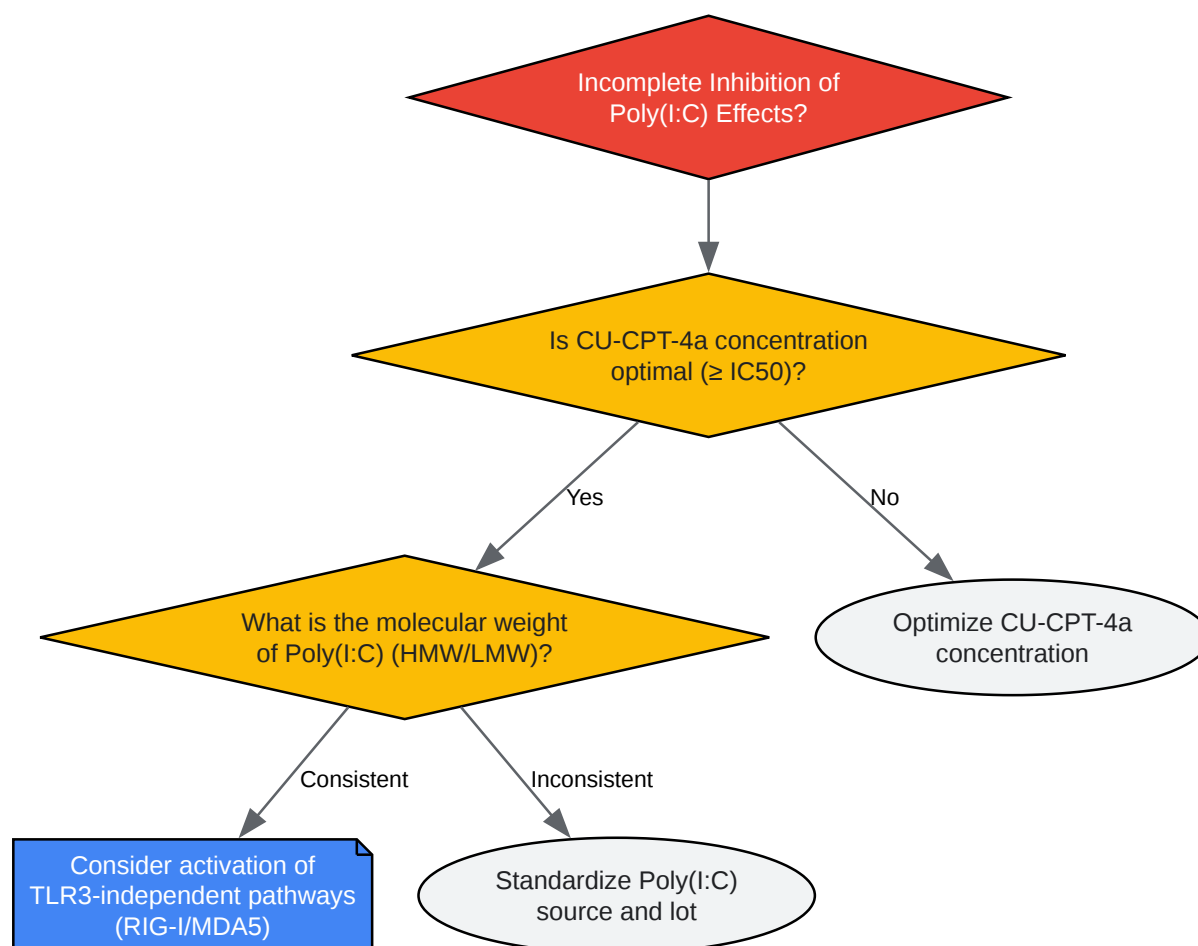 Incomplete Inhibition of
Poly(I:C) Effects?
Is CU-CPT-4a concentration
optimal (≥ IC50)?
Yes
No
What is the molecular weight
of Poly(I:C) (HMW/LMW)?
Optimize CU-CPT-4a
concentration
Consistent
Inconsistent
Consider activation of
TLR3-independent pathways
(RIG-I/MDA5)
Standardize Poly(I:C)
source and lot